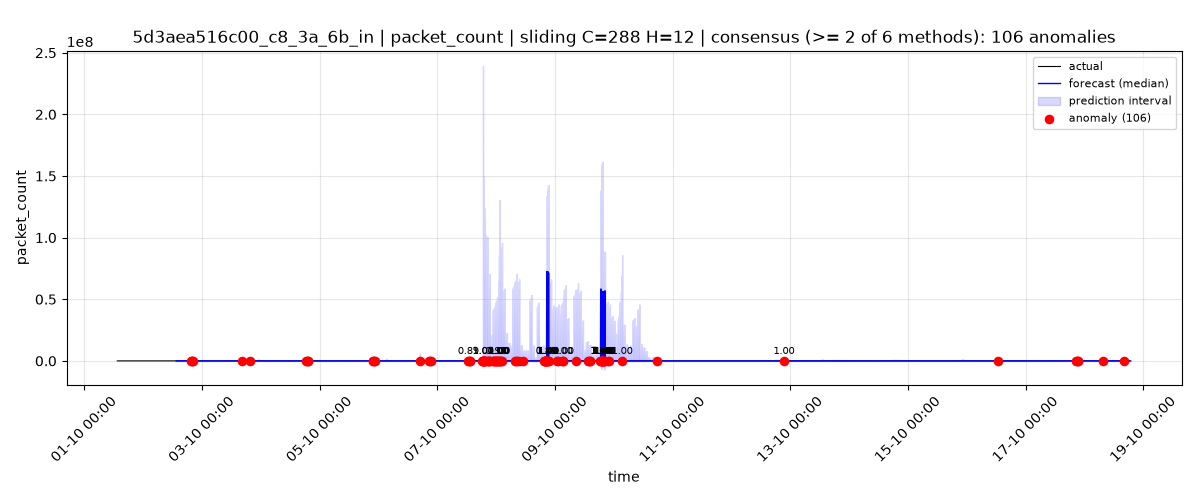 5d3aea516c00_c8_3a_6b_in | packet_count | sliding C=288 H=12 | consensus (>= 2 of 6 methods): 106 anomalies
1e8
2.5
2.0
1.5
1.0
0.5
0.0
packet_count
actual
forecast (median)
prediction interval
anomaly (106)
1.00
01-10 00:00
03-10 00:00
05-10 00:00
07-10 00:00
09-10 00:00
11-10 00:00
13-10 00:00
15-10 00:00
17-10 00:00
19-10 00:00
time